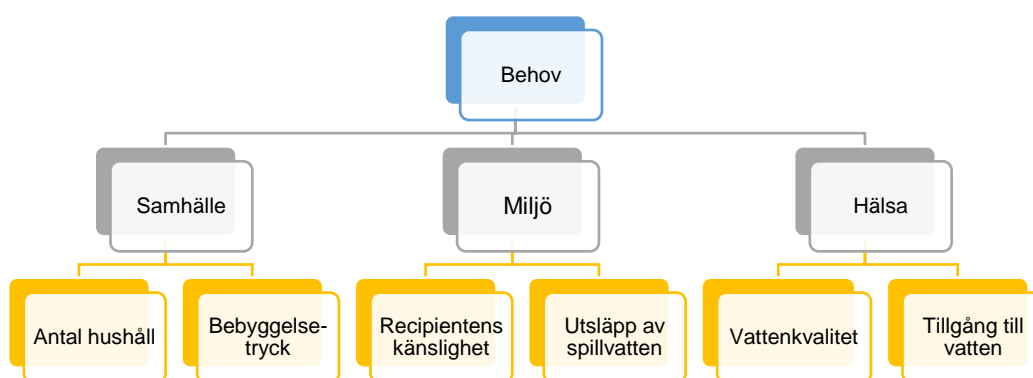 Behov
Samhälle
Miljö
Hälsa
Antal hushåll
Bebyggelse-
tryck
Recipientens
känslighet
Utsläpp av
spillvatten
Vattenkvalitet
Tillgång till
vatten